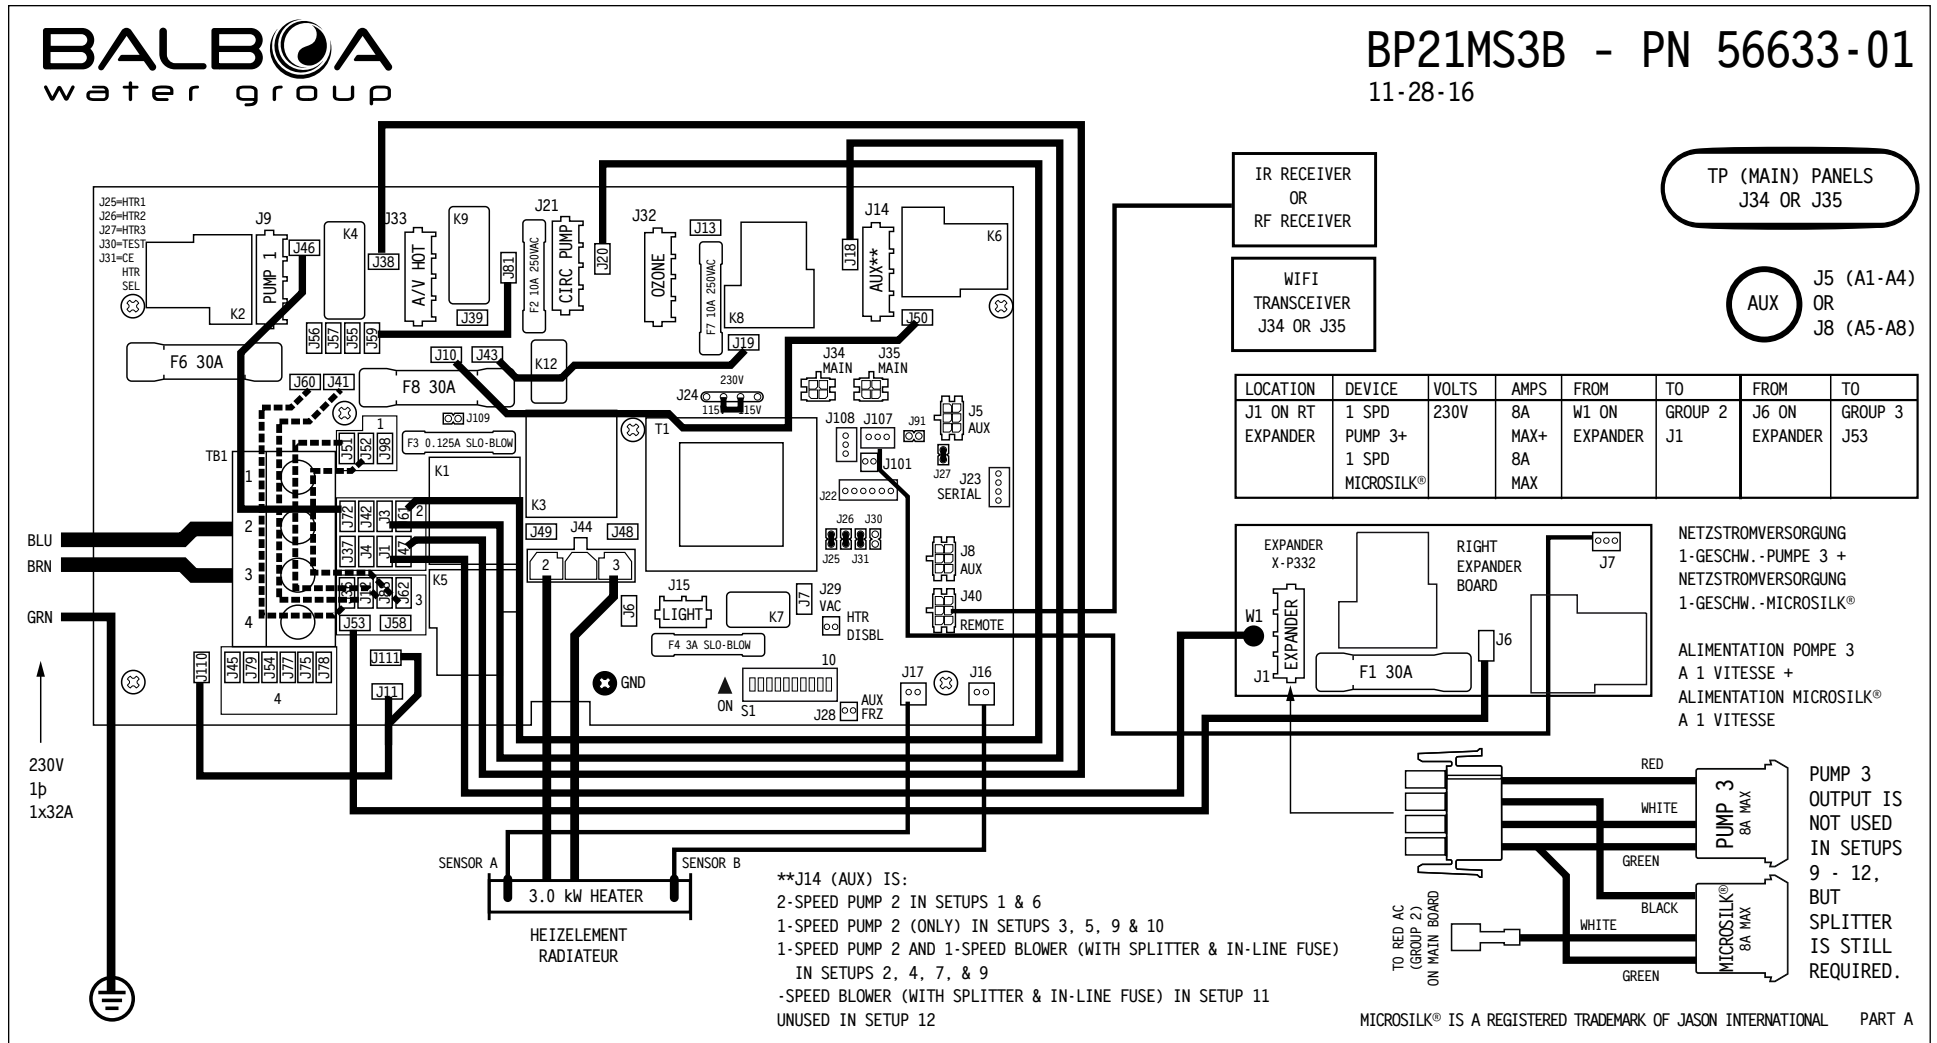 BALBOA
water group
BP21MS3B - PN 56633-01
11-28-16
J25=HTR1
J26=HTR2
J27=HTR3
J30=TEST
J31=CE
HTR
SEL
J9
PUMP 1
K2
J46
K4
J33
J38
A/V HOT
K9
J39
J81
J21
F2 10A 250VAC
CIRC PUMP
J20
J32
OZONE
J13
F7 10A 250VAC
K8
J19
J18
J14
AUX**
K6
J50
J56
J57
J55
J59
F6 30A
J60
J41
F8 30A
J10
J43
K12
J24
230V
115V
115V
J34
MAIN
J35
MAIN
J109
F3 0.125A SLO-BLOW
T1
J108
J107
J91
J5
AUX
J101
J27
J23
SERIAL
J22
J26
J30
J25
J31
J8
AUX
J40
REMOTE
TB1
1
2
3
4
1
J51
J52
J98
K1
K3
J72
J42
J3
J61
2
J37
J4
J1
J47
J62
3
K5
J53
J58
J49
J44
J48
2
3
J6
J15
LIGHT
K7
J7
J29
VAC
HTR
DISBL
F4 3A SLO-BLOW
GND
ON
S1
10
J28
AUX
FRZ
J17
J16
J110
J45
J79
J54
J77
J75
J78
4
J111
J11
BLU
BRN
GRN
230V
1þ
1x32A
SENSOR A
SENSOR B
3.0 kW HEATER
HEIZELEMENT
RADIATEUR
**J14 (AUX) IS:
2-SPEED PUMP 2 IN SETUPS 1 & 6
1-SPEED PUMP 2 (ONLY) IN SETUPS 3, 5, 9 & 10
1-SPEED PUMP 2 AND 1-SPEED BLOWER (WITH SPLITTER & IN-LINE FUSE)
IN SETUPS 2, 4, 7, & 9
-SPEED BLOWER (WITH SPLITTER & IN-LINE FUSE) IN SETUP 11
UNUSED IN SETUP 12
IR RECEIVER
OR
RF RECEIVER
WIFI
TRANSCEIVER
J34 OR J35
TP (MAIN) PANELS
J34 OR J35
AUX
J5 (A1-A4)
OR
J8 (A5-A8)
LOCATION DEVICE VOLTS AMPS FROM TO FROM TO
J1 ON RT 1 SPD 230V 8A W1 ON GROUP 2 J6 ON GROUP 3
EXPANDER PUMP 3+ MAX+ EXPANDER J1 EXPANDER J53
1 SPD 8A
MICROSILK® MAX
EXPANDER
X-P332
RIGHT
EXPANDER
BOARD
J7
W1
J1
EXPANDER
F1 30A
J6
NETZSTROMVERSORGUNG
1-GESCHW.-PUMPE 3 +
NETZSTROMVERSORGUNG
1-GESCHW.-MICROSILK®
ALIMENTATION POMPE 3
A 1 VITESSE +
ALIMENTATION MICROSILK®
A 1 VITESSE
RED
WHITE
GREEN
PUMP 3
8A MAX
BLACK
WHITE
GREEN
MICROSILK®
8A MAX
TO RED AC
(GROUP 2)
ON MAIN BOARD
PUMP 3
OUTPUT IS
NOT USED
IN SETUPS
9 - 12,
BUT
SPLITTER
IS STILL
REQUIRED.
MICROSILK® IS A REGISTERED TRADEMARK OF JASON INTERNATIONAL PART A